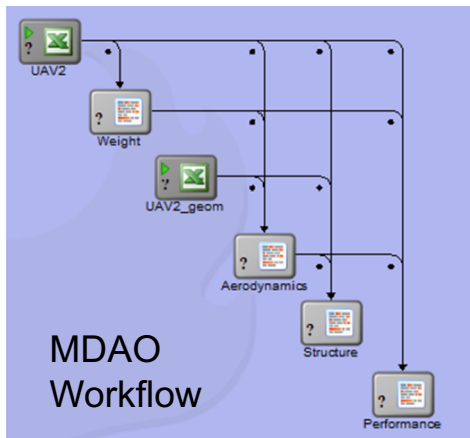 ?
UAV2
?
Weight
?
UAV2_geom
?
Aerodynamics
?
Structure
?
Performance
MDAO
Workflow